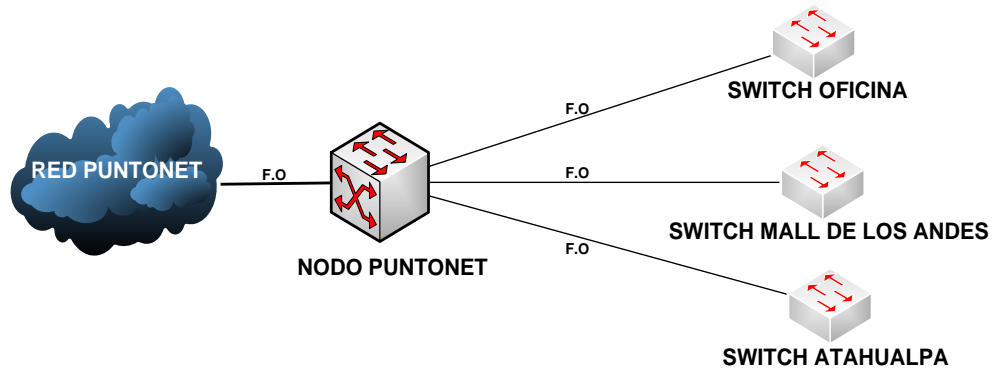 SWITCH OFICINA
F.O
RED PUNTONET
F.O
F.O
SWITCH MALL DE LOS ANDES
F.O
NODO PUNTONET
SWITCH ATAHUALPA